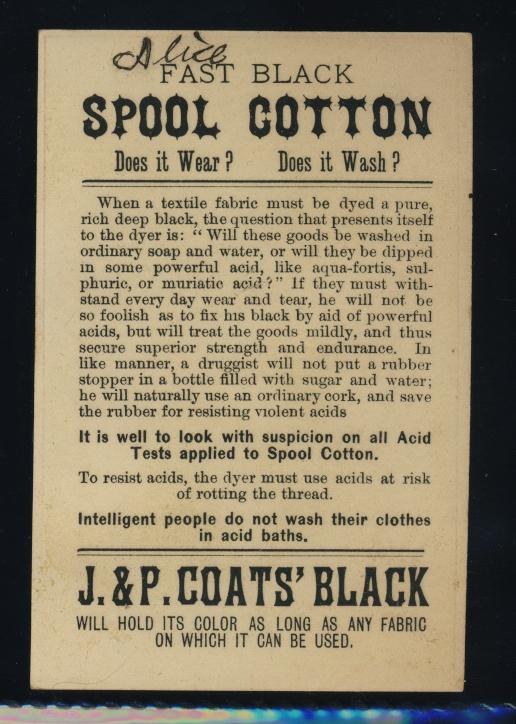 Alice
FAST BLACK
SPOOL COTTON
Does it Wear? Does it Wash?
When a textile fabric must be dyed a pure,
rich deep black, the question that presents itself
to the dyer is: "Will these goods be washed in
ordinary soap and water, or will they be dipped
in some powerful acid, like aqua-fortis, sul-
phuric, or muriatic acid?" If they must with-
stand every day wear and tear, he will not be
so foolish as to fix his black by aid of powerful
acids, but will treat the goods mildly, and thus
secure superior strength and endurance. In
like manner, a druggist will not put a rubber
stopper in a bottle filled with sugar and water;
he will naturally use an ordinary cork, and save
the rubber for resisting violent acids
It is well to look with suspicion on all Acid
Tests applied to Spool Cotton.
To resist acids, the dyer must use acids at risk
of rotting the thread.
Intelligent people do not wash their clothes
in acid baths.
J. & P. COATS' BLACK
WILL HOLD ITS COLOR AS LONG AS ANY FABRIC
ON WHICH IT CAN BE USED.